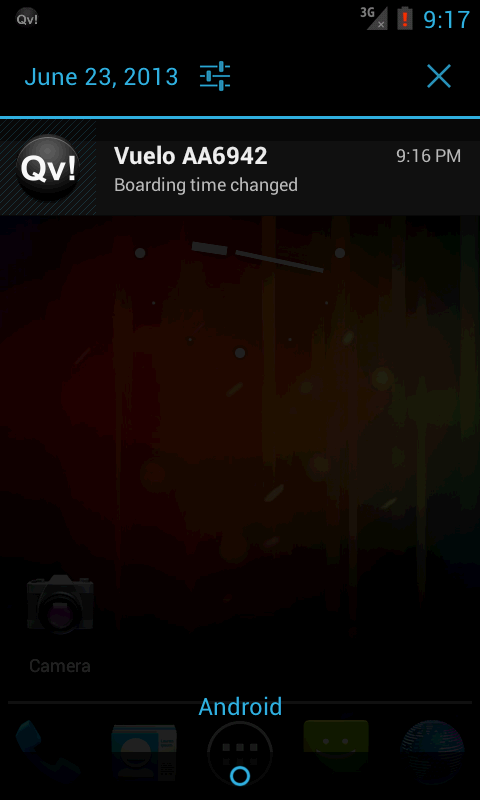 Qv!
3G
9:17
June 23, 2013
Qv!
Vuelo AA6942
9:16 PM
Boarding time changed
Camera
Android